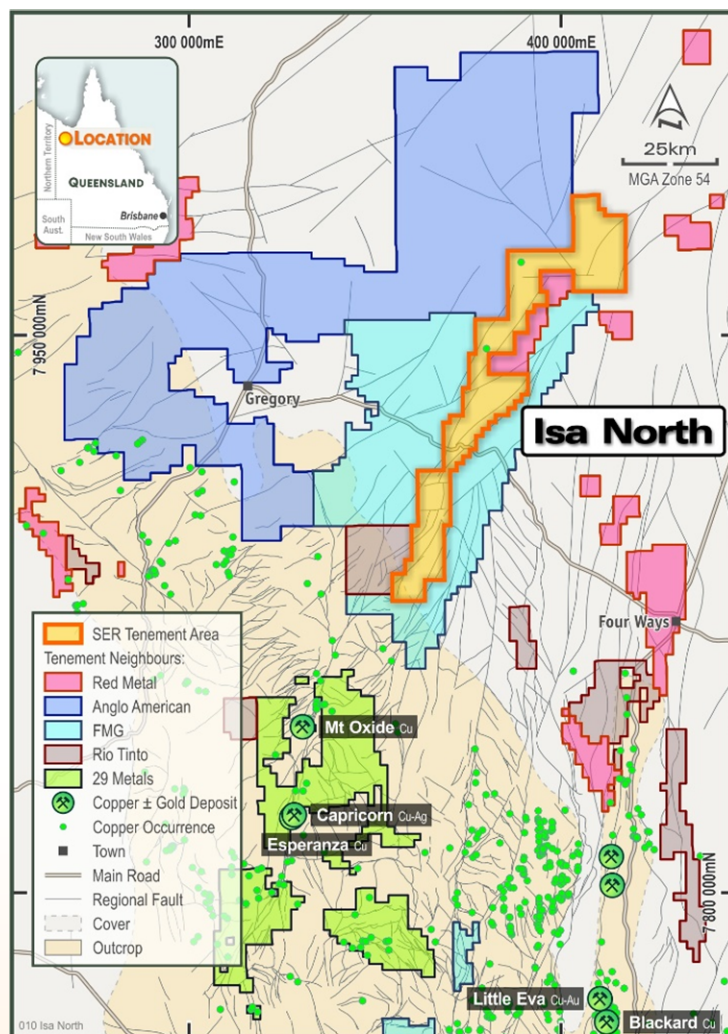 300 000mE
400 000mE
LOCATION
Northern Territory
QUEENSLAND
Brisbane
South
Aust.
New South Wales
25km
MGA Zone 54
7 950 000mN
Gregory
Isa North
Four Ways
SER Tenement Area
Tenement Neighbours:
Red Metal
Anglo American
FMG
Rio Tinto
29 Metals
Copper ± Gold Deposit
Copper Occurrence
Town
Main Road
Regional Fault
Cover
Outcrop
Mt Oxide Cu
Capricorn Cu-Ag
Esperanza Cu
7 800 000mN
Little Eva Cu-Au
Blackard Cu
010 Isa North